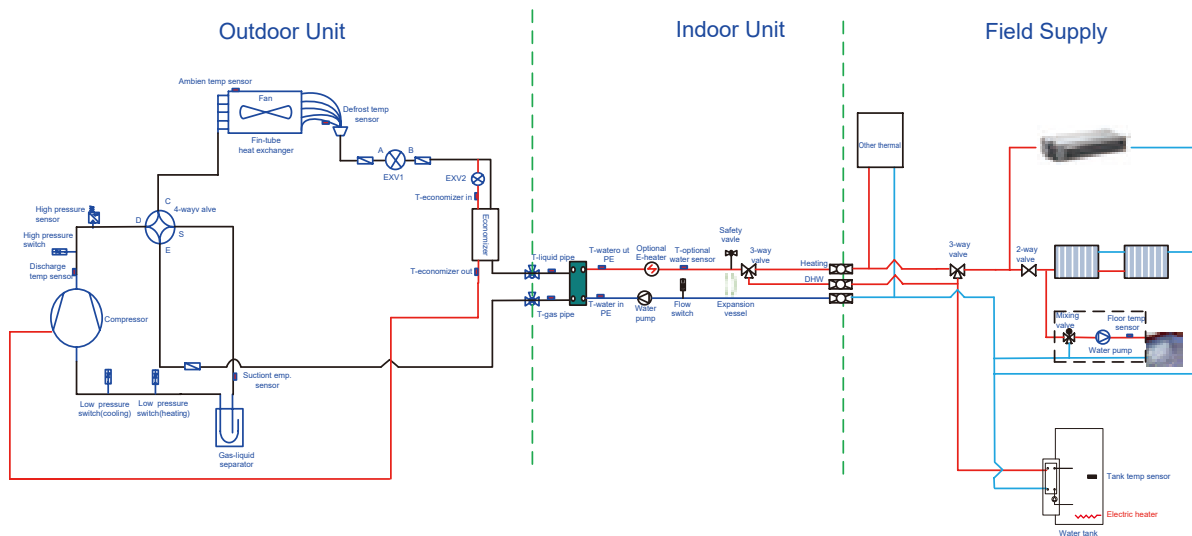 Outdoor Unit
Indoor Unit
Field Supply
Ambien temp sensor
Fan
Defrost temp
sensor
Fin-tube
heat exchanger
A
B
EXV1
EXV2
T-economizer in
C
4-wayv alve
D
S
E
High pressure
sensor
High pressure
switch
Discharge
temp sensor
Economizer
T-economizer out
Compressor
T-liquid pipe
T-gas pipe
T-watero ut
PE
Optional
E-heater
T-optional
water sensor
Safety
vavle
3-way
valve
Heating
DHW
T-water in
PE
Water
pump
Flow
switch
Expansion
vessel
Other thermal
3-way
valve
2-way
valve
Mixing
valve
Floor temp
sensor
Water pump
Suctiont emp.
sensor
Low pressure
switch(cooling)
Low pressure
switch(heating)
Gas-liquid
separator
Tank temp sensor
Electric heater
Water tank